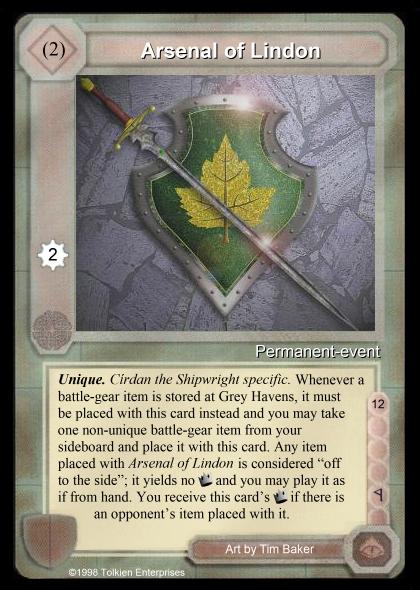 (2)
Arsenal of Lindon
2
Permanent-event
Unique. Círdan the Shipwright specific. Whenever a
battle-gear item is stored at Grey Havens, it must
be placed with this card instead and you may take
one non-unique battle-gear item from your
sideboard and place it with this card. Any item
placed with Arsenal of Lindon is considered “off
to the side”; it yields no and you may play it as
if from hand. You receive this card’s if there is
an opponent’s item placed with it.
12
Art by Tim Baker
©1998 Tolkien Enterprises